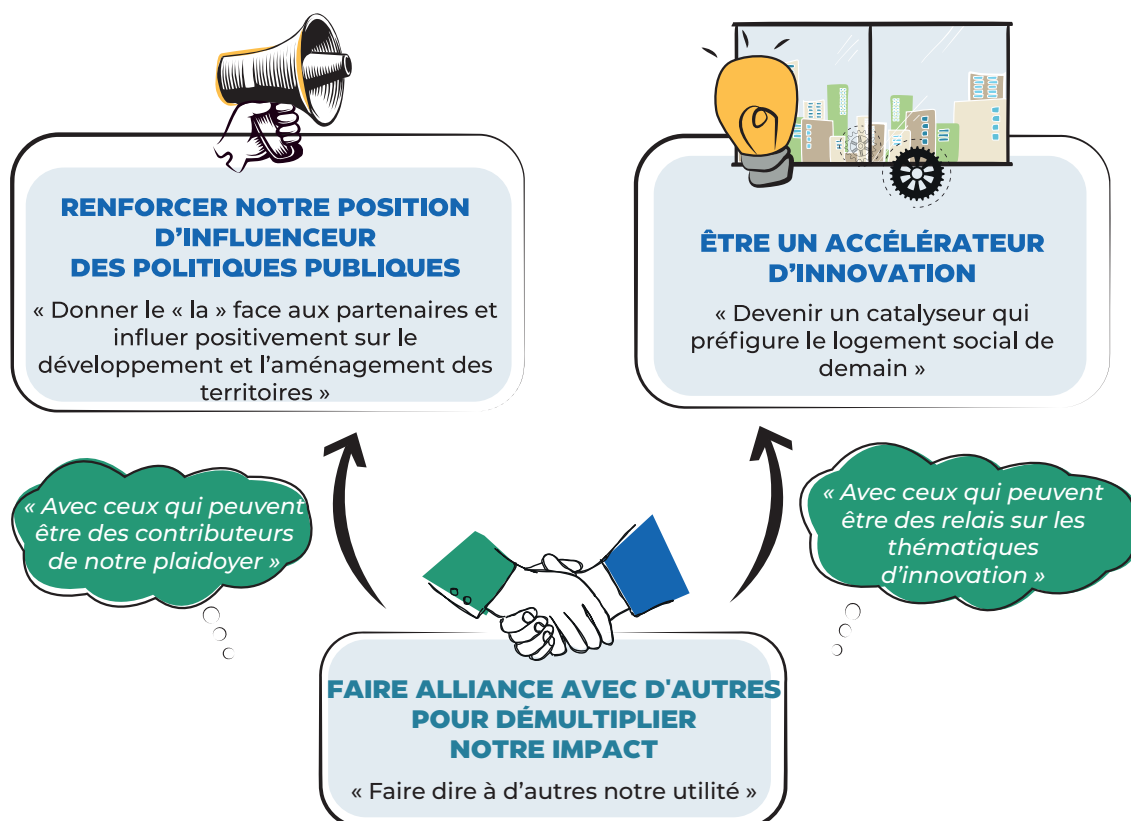 RENFORCER NOTRE POSITION
D’INFLUENCEUR
DES POLITIQUES PUBLIQUES
« Donner le « la » face aux partenaires et
influer positivement sur le
développement et l’aménagement des
territoires »
ÊTRE UN ACCÉLÉRATEUR
D’INNOVATION
« Devenir un catalyseur qui
préfigure le logement social de
demain »
« Avec ceux qui peuvent
être des contributeurs
de notre plaidoyer »
« Avec ceux qui peuvent
être des relais sur les
thématiques
d’innovation »
FAIRE ALLIANCE AVEC D'AUTRES
POUR DÉMULTIPLIER
NOTRE IMPACT
« Faire dire à d’autres notre utilité »